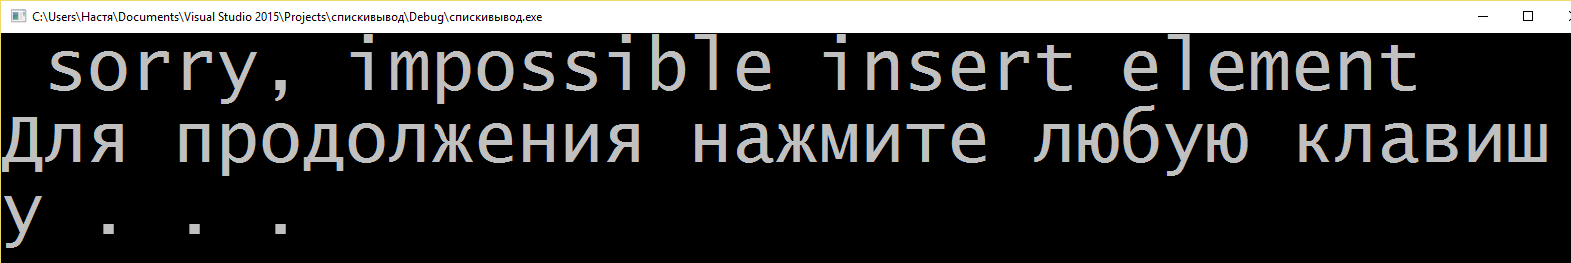 C:\Users\Настя\Documents\Visual Studio 2015\Projects\спискивывод\Debug\спискивывод.exe
sorry, impossible insert element
Для продолжения нажмите любую клавиш
у . . .